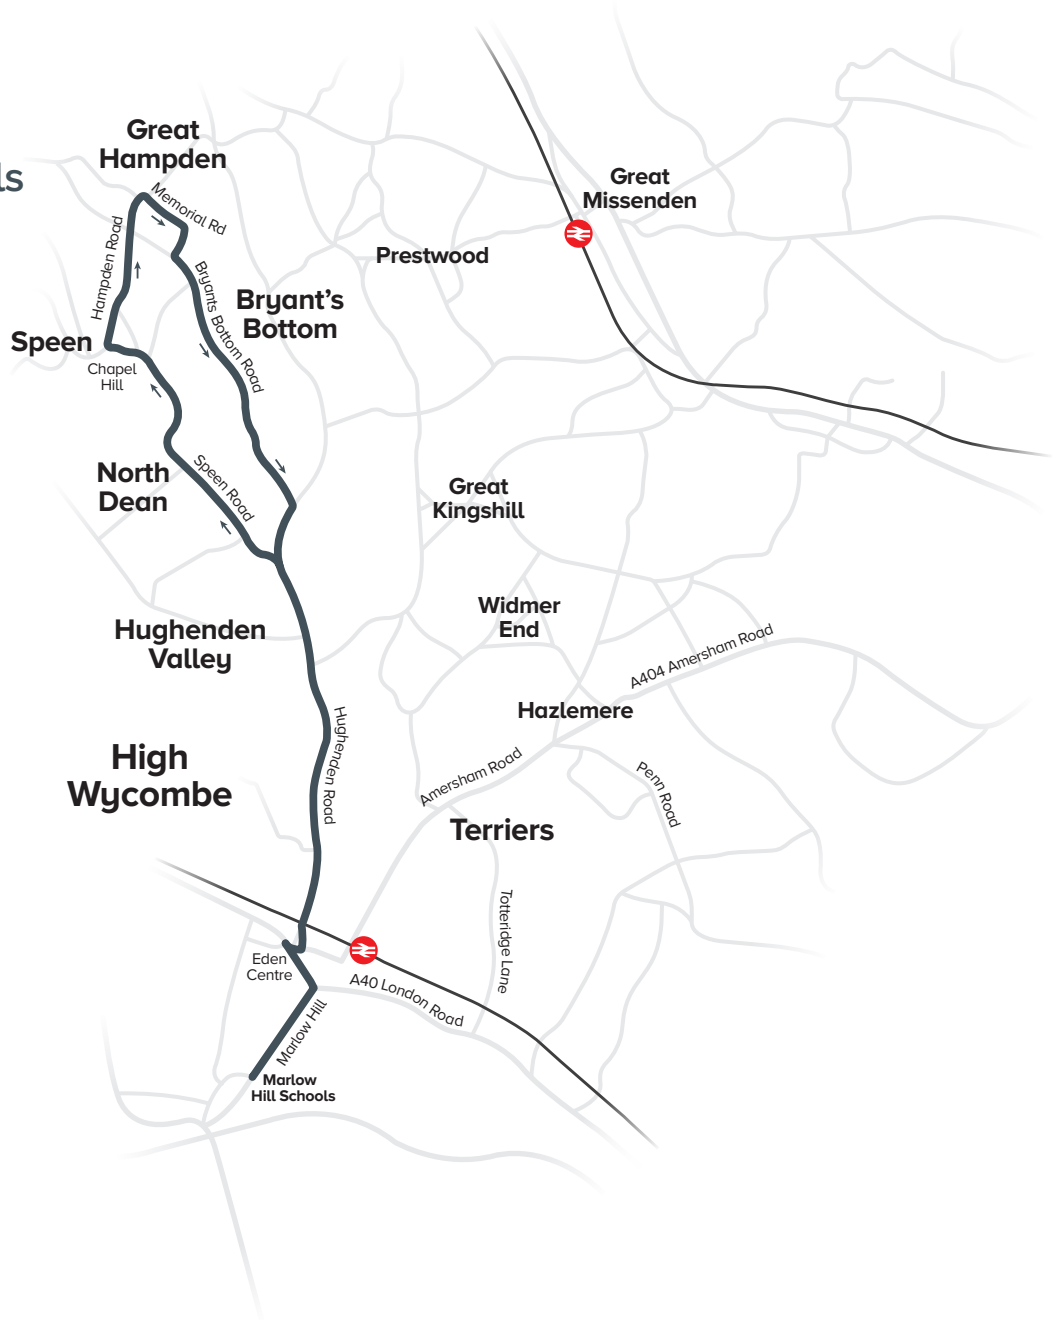 Great
Hampden
ls
Memorial Rd
Great
Missenden
Hampden Road
Prestwood
Bryants Bottom Road
Bryant's
Bottom
Speen
Chapel
Hill
North
Dean
Speen Road
Great
Kingshill
Widmer
End
Hughenden
Valley
A404 Amersham Road
Hazlemere
Hughenden Road
High
Wycombe
Amersham Road
Penn Road
Terriers
Totteridge Lane
Eden
Centre
A40 London Road
Marlow Hill
Marlow
Hill Schools